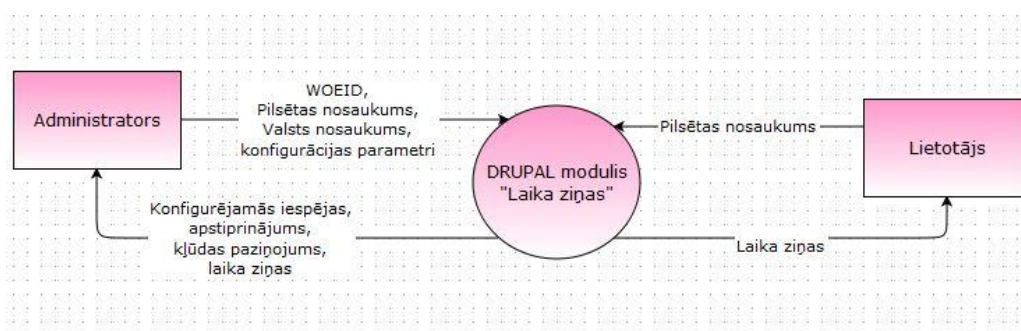 Administrators
WOEID,
Pilsētas nosaukums,
Valsts nosaukums,
konfigurācijas parametri
DRUPAL modulis
"Laika ziņas"
Pilsētas nosaukums
Lietotājs
Konfigurējamās iespējas,
apstiprinājums,
kļūdas paziņojums,
laika ziņas
Laika ziņas